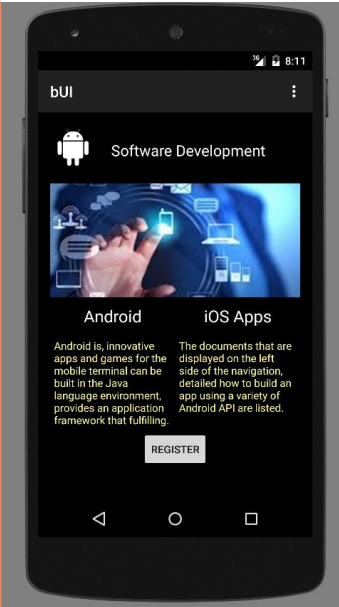 3G 8:11
bUI
Software Development
Android iOS Apps
Android is, innovative
apps and games for the
mobile terminal can be
built in the Java
language environment,
provides an application
framework that fulfilling.
The documents that are
displayed on the left
side of the navigation,
detailed how to build an
app using a variety of
Android API are listed.
REGISTER